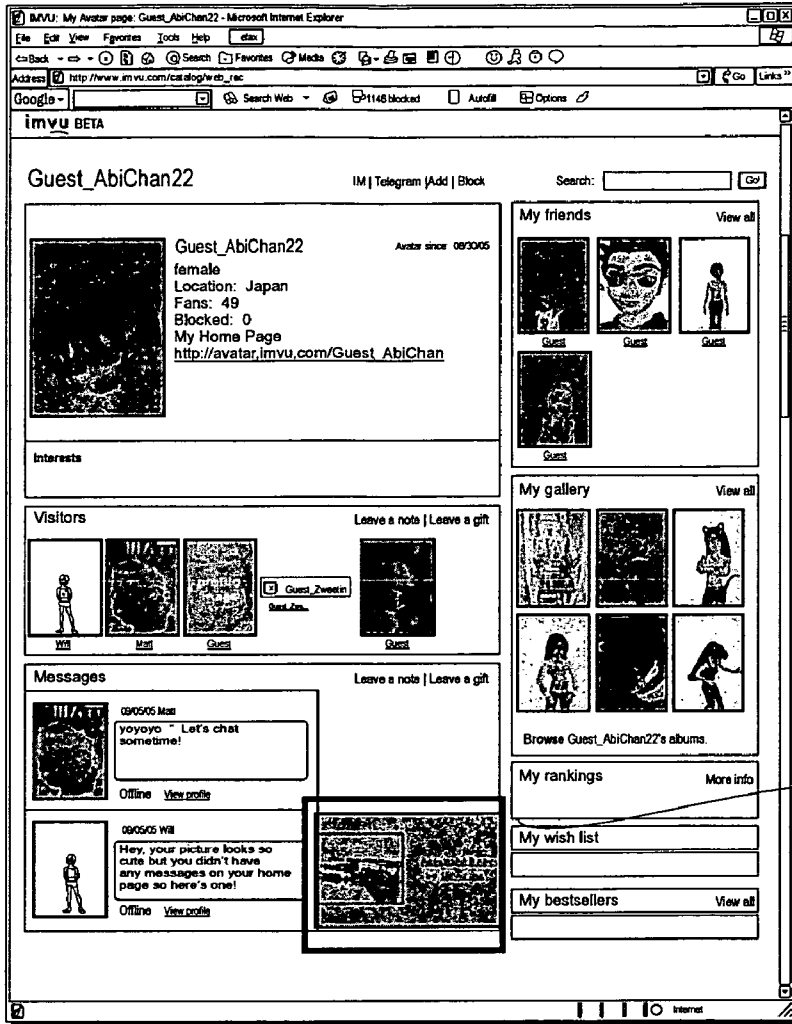 IMVU: My Avatar page: Guest_AbiChan22 - Microsoft Internet Explorer
File Edit View Favorites Tools Help efax
Back Search Favorites Media
Address http://www.imvu.com/catalog/web_rec Go Links
Google Search Web 1148 blocked Autofill Options
imvu BETA
Guest_AbiChan22 IM | Telegram |Add | Block Search: Go!
Guest_AbiChan22 Avatar since 08/30/05
female
Location: Japan
Fans: 49
Blocked: 0
My Home Page
http://avatar,imvu,com/Guest_AbiChan
Interests
Visitors Leave a note | Leave a gift
Guest_Zweetin
Will Matt Guest Guest_Zwe... Guest
Messages Leave a note | Leave a gift
09/05/05 Matt
yoyoyo " Let's chat
sometime!
Offline View profile
09/05/05 Will
Hey, your picture looks so
cute but you didn't have
any messages on your home
page so here's one!
Offline View profile
My friends View all
Guest Guest Guest
Guest
My gallery View all
Browse Guest_AbiChan22's albums.
My rankings More info
My wish list
My bestsellers View all
Internet